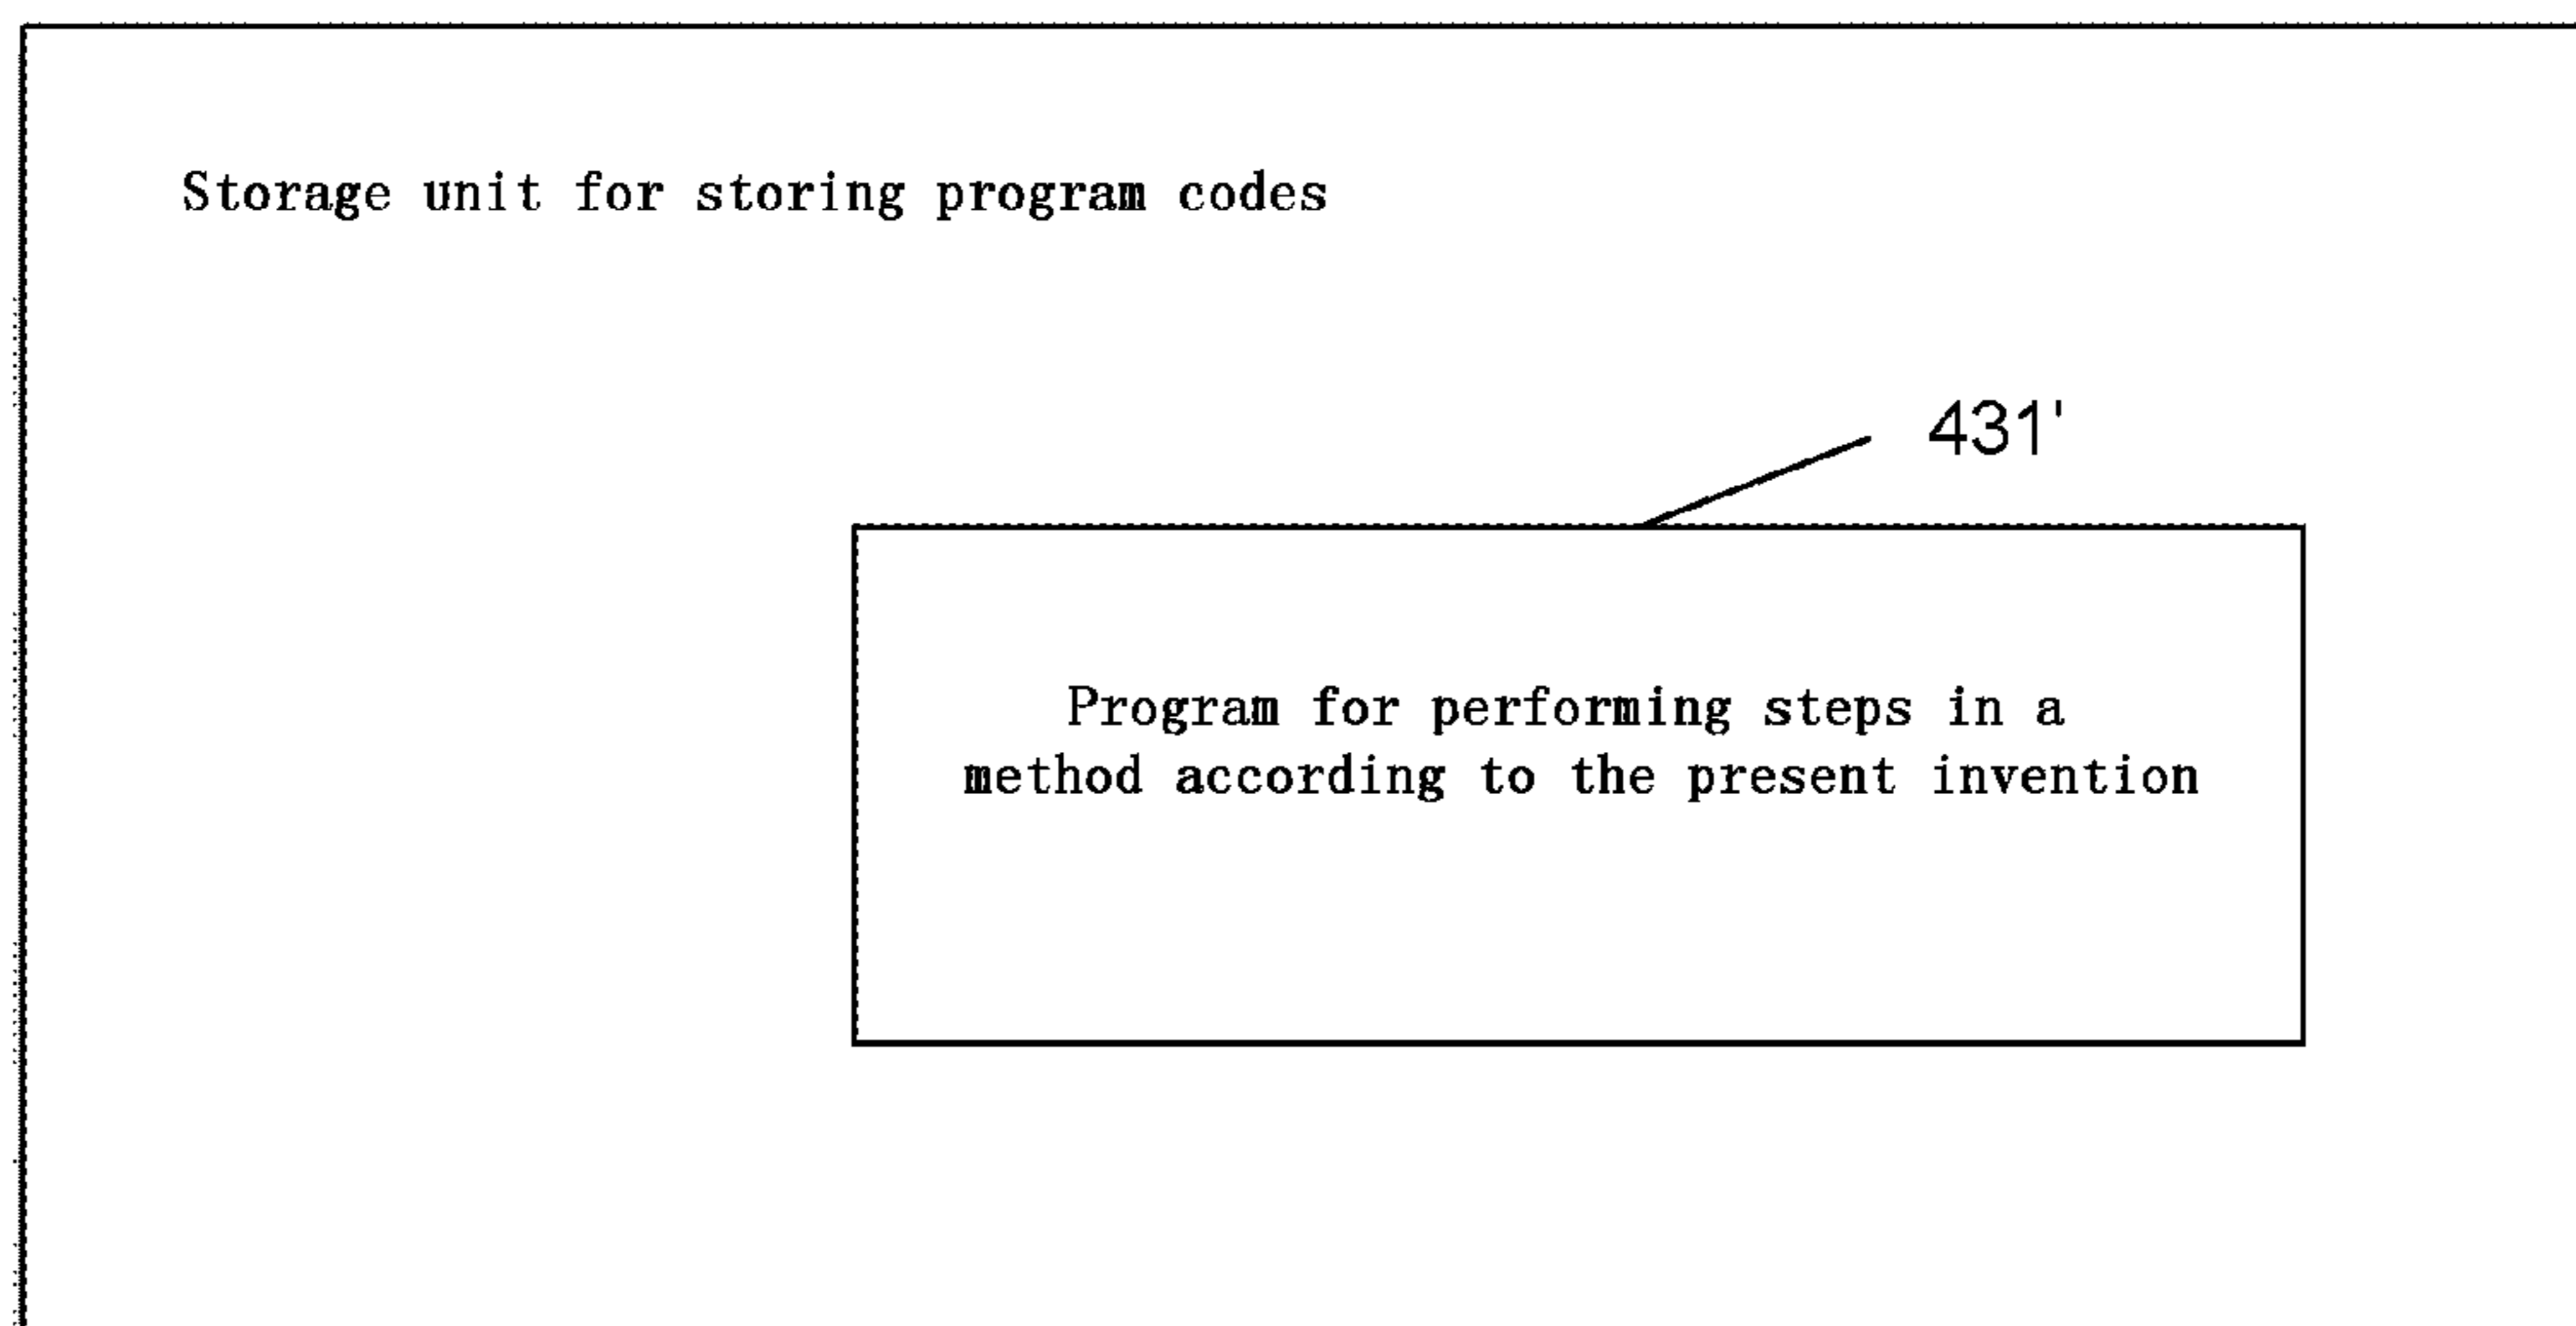 Storage unit for storing program codes
431'
Program for performing steps in a
method according to the present invention